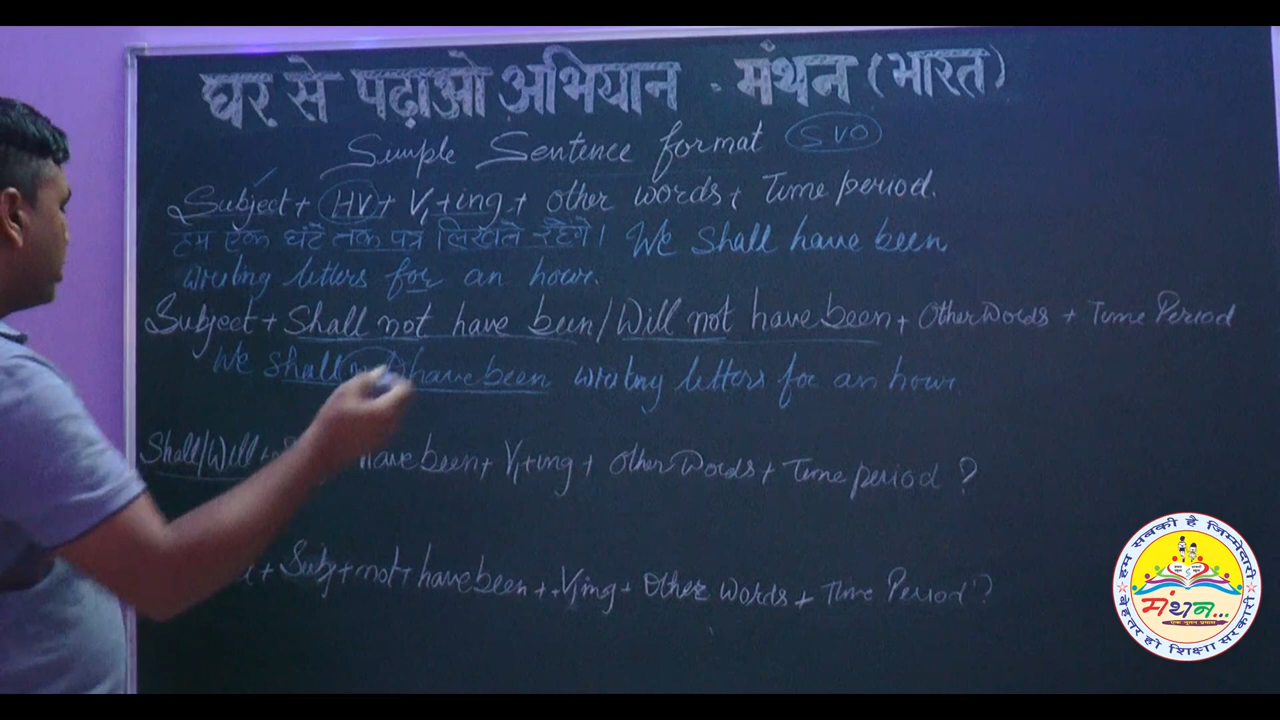 घर से पढ़ाओ अभियान - मंथन (भारत)
Simple Sentence format SVO
Subject + HV + V1 + ing + other words + Time period.
हम एक घंटे तक पत्र लिखते रहेंगे। We shall have been
writing letters for an hour.
Subject + Shall not have been/Will not have been + Other words + Time Period
We shall not have been writing letters for an hour.
Shall/Will + have been + V1+ing + Other words + Time period ?
+ Subj + not + have been + V1ing + Other words + Time Period ?
हम सबकी है जिम्मेदारी
मंथन...
एक नूतन प्रयास
बेहतर हो शिक्षा सरकारी